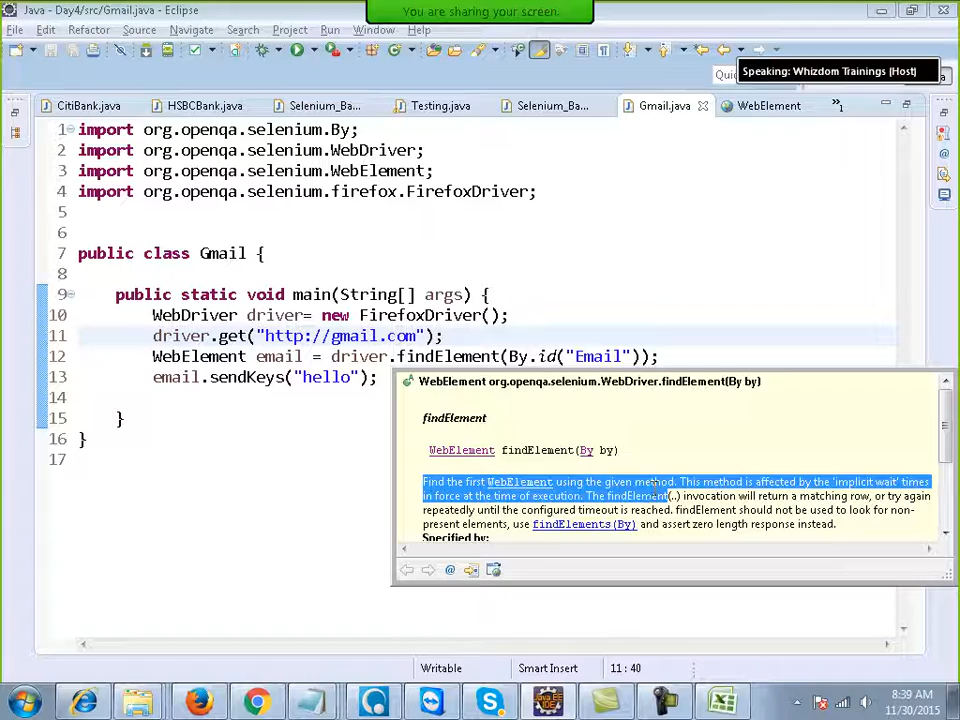 You are sharing your screen.
Java - Day4/src/Gmail.java - Eclipse
File Edit Refactor Source Navigate Search Project Run Window Help
Speaking: Whizdom Trainings (Host)
Quic
CitiBank.java HSBCBank.java Selenium_Ba... Testing.java Selenium_Ba... Gmail.java WebElement »1
1 import org.openqa.selenium.By;
2 import org.openqa.selenium.WebDriver;
3 import org.openqa.selenium.WebElement;
4 import org.openqa.selenium.firefox.FirefoxDriver;
5
6
7 public class Gmail {
8
9 public static void main(String[] args) {
10 WebDriver driver= new FirefoxDriver();
11 driver.get("http://gmail.com");
12 WebElement email = driver.findElement(By.id("Email"));
13 email.sendKeys("hello");
14
15 }
16 }
17
WebElement org.openqa.selenium.WebDriver.findElement(By by)
findElement
WebElement findElement(By by)
Find the first WebElement using the given method. This method is affected by the 'implicit wait' times
in force at the time of execution. The findElement(..) invocation will return a matching row, or try again
repeatedly until the configured timeout is reached. findElement should not be used to look for non-
present elements, use findElements(By) and assert zero length response instead.
Specified by:
Writable Smart Insert 11 : 40
8:39 AM
11/30/2015